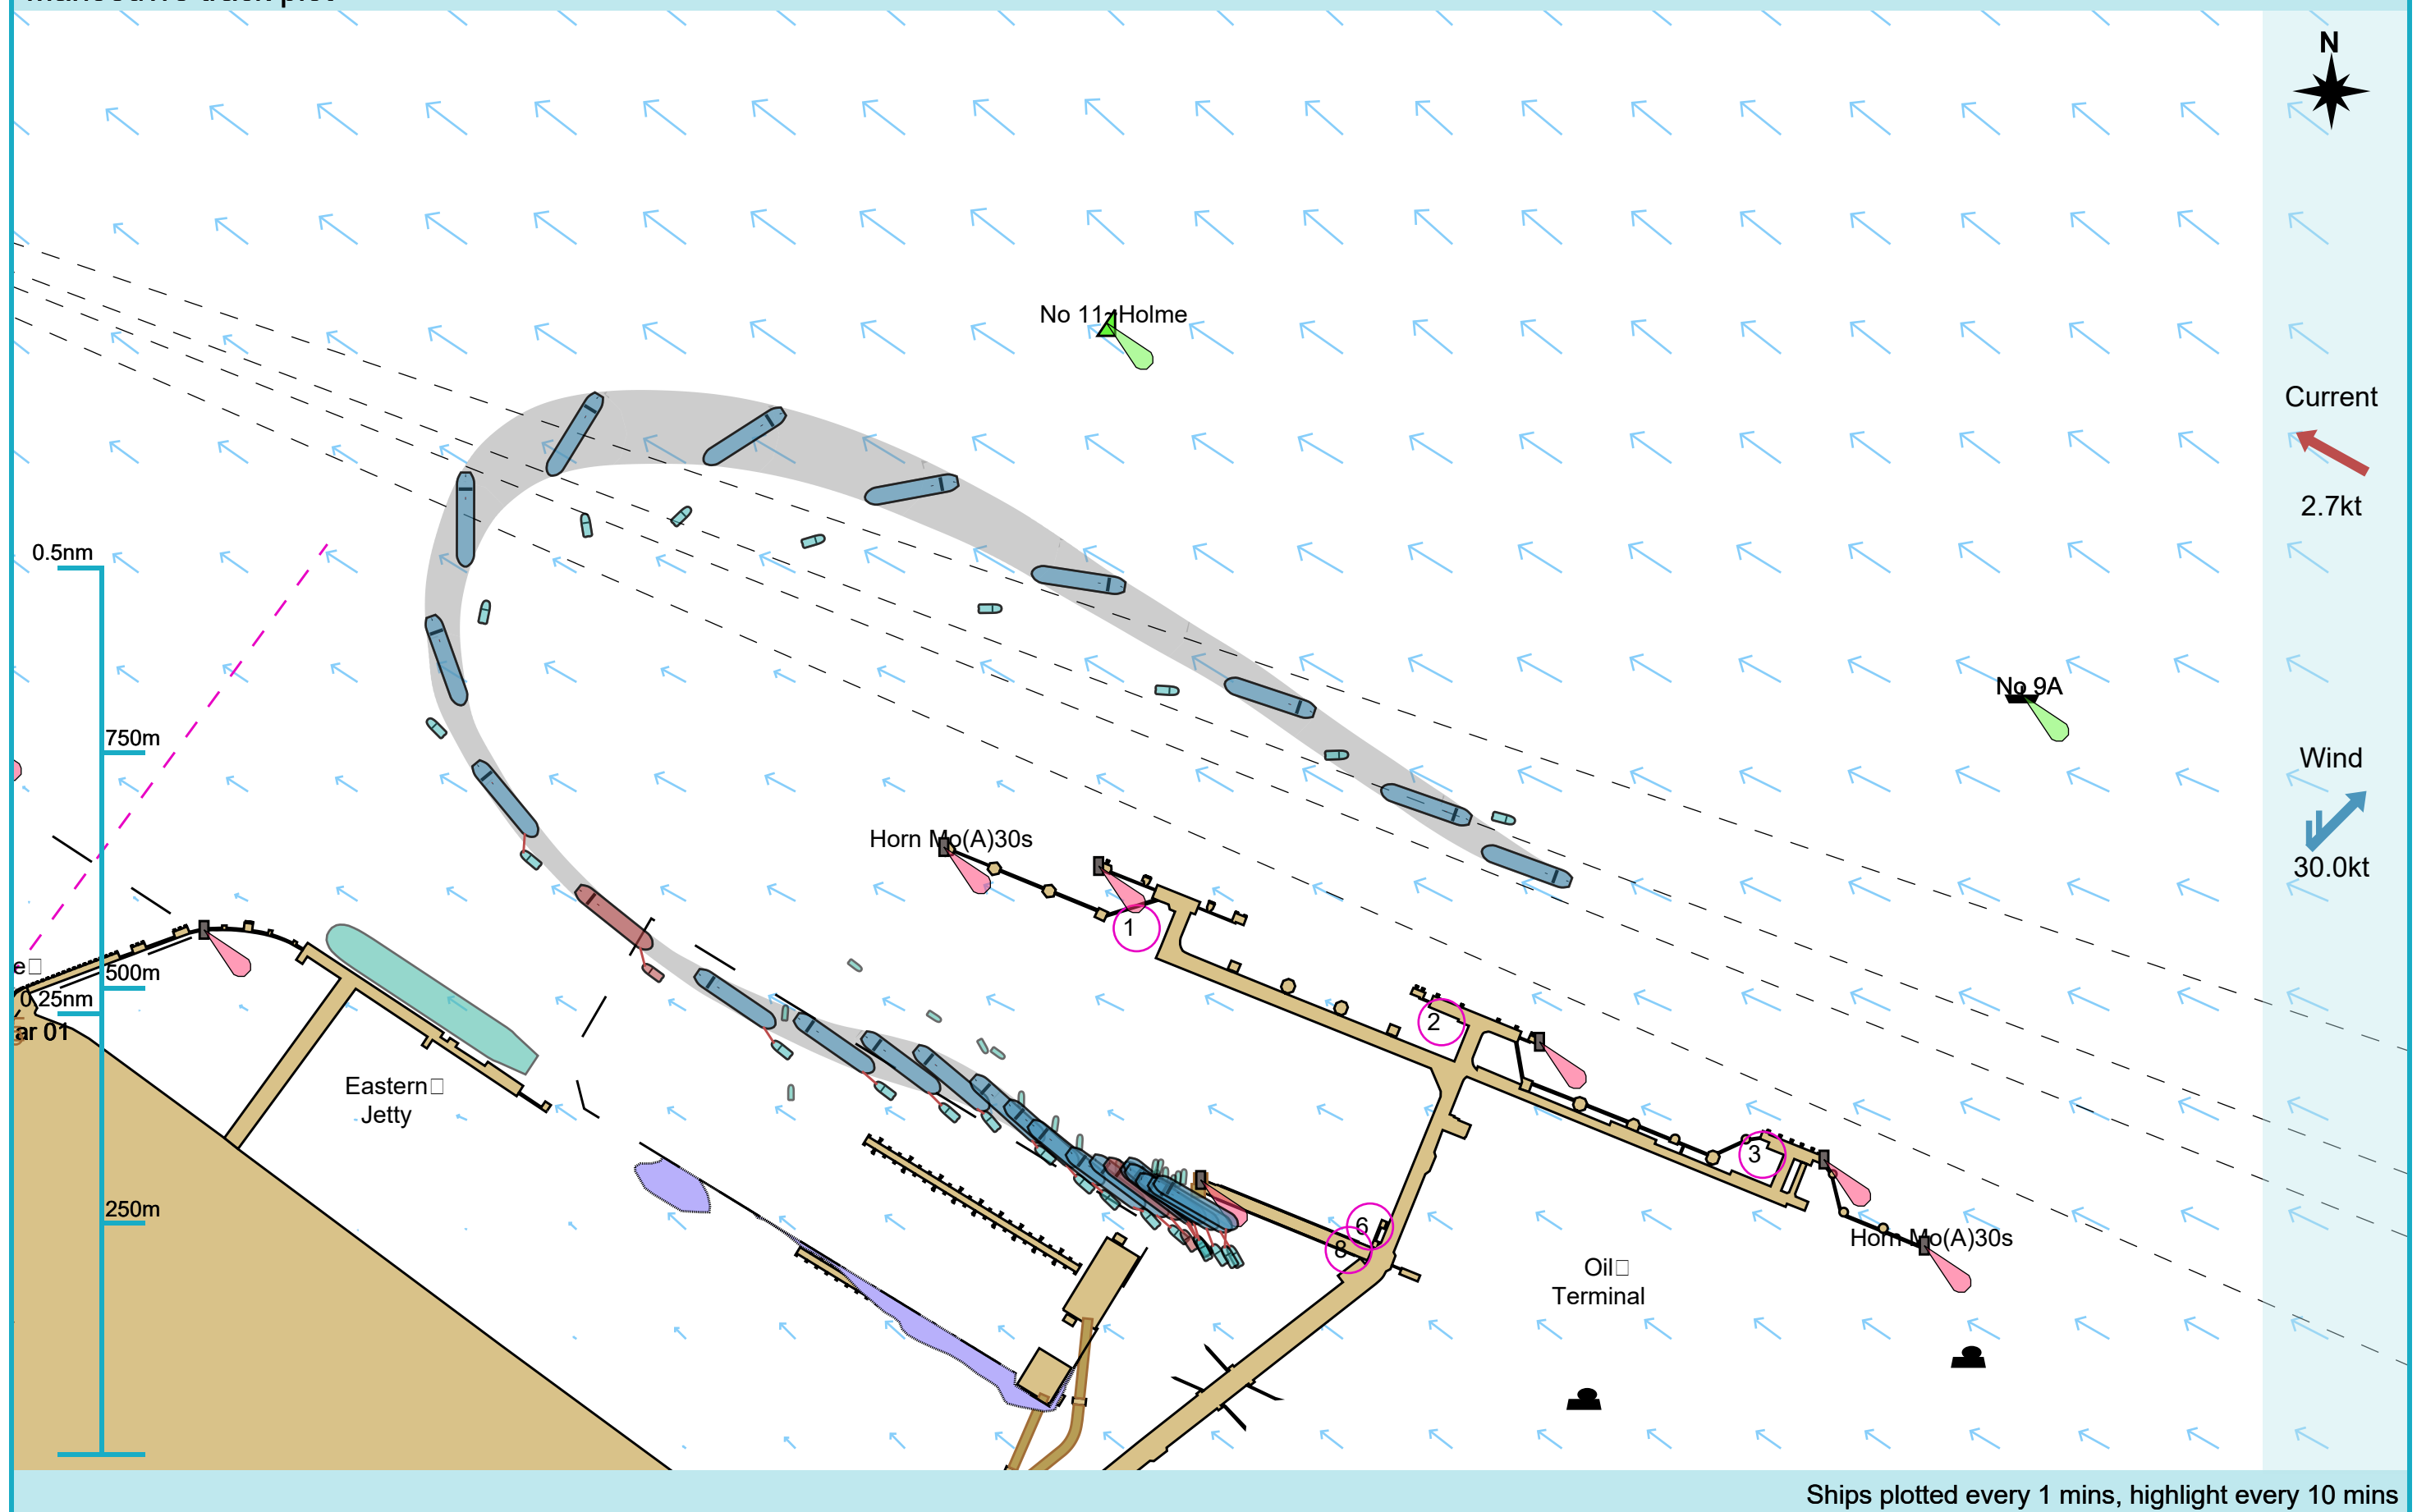 N
No 11 Holme
Current
2.7kt
0.5nm
No 9A
750m
Wind
Horn Mo(A)30s
30.0kt
1
500m
0.25nm
ar 01
2
Eastern
Jetty
3
250m
6
8
Horn Mo(A)30s
Oil
Terminal
Ships plotted every 1 mins, highlight every 10 mins